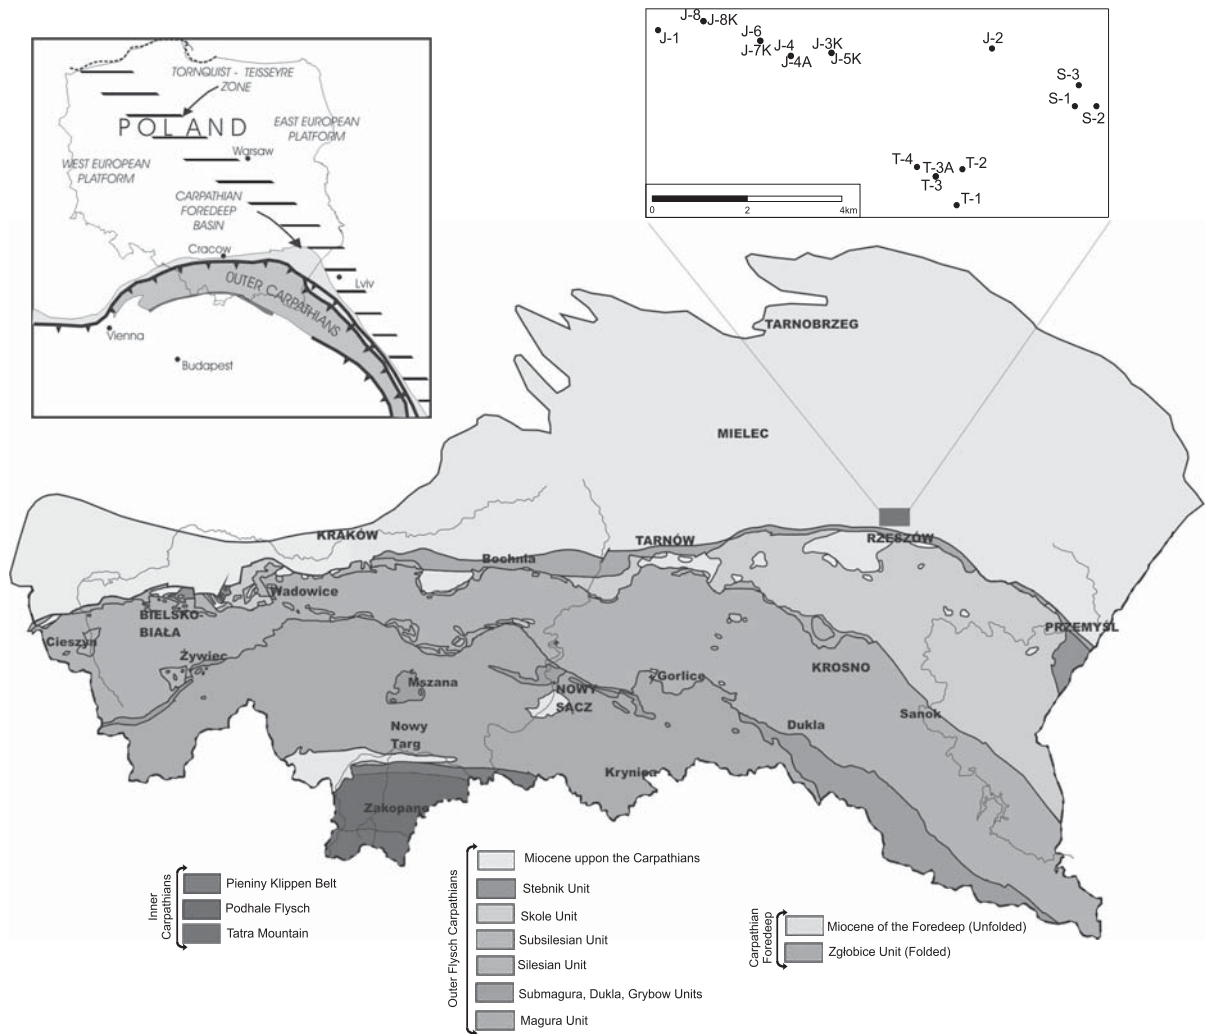 TORNQUIST - TEISSEYRE
ZONE
POLAND
EAST EUROPEAN
PLATFORM
Warsaw
WEST EUROPEAN
PLATFORM
CARPATHIAN
FOREDEEP
BASIN
Cracow
Lviv
OUTER CARPATHIANS
Vienna
Budapest
J-8
J-8K
J-1
J-6
J-7K
J-4
J-4A
J-3K
J-5K
J-2
S-3
S-1
S-2
T-4
T-3A
T-3
T-2
T-1
0 2 4km
TARNOBRZEG
MIELEC
KRAKÓW
Bochnia
TARNÓW
RZESZÓW
Wadowice
BIELSKO-
BIAŁA
Cieszyn
Żywiec
PRZEMYŚL
Mszana
NOWY
SĄCZ
Gorlice
KROSNO
Sanok
Dukla
Nowy
Targ
Krynica
Zakopane
Inner
Carpathians
Pieniny Klippen Belt
Podhale Flysch
Tatra Mountain
Outer Flysch Carpathians
Miocene uppon the Carpathians
Stebnik Unit
Skole Unit
Subsilesian Unit
Silesian Unit
Submagura, Dukla, Grybow Units
Magura Unit
Carpathian
Foredeep
Miocene of the Foredeep (Unfolded)
Zgłobice Unit (Folded)